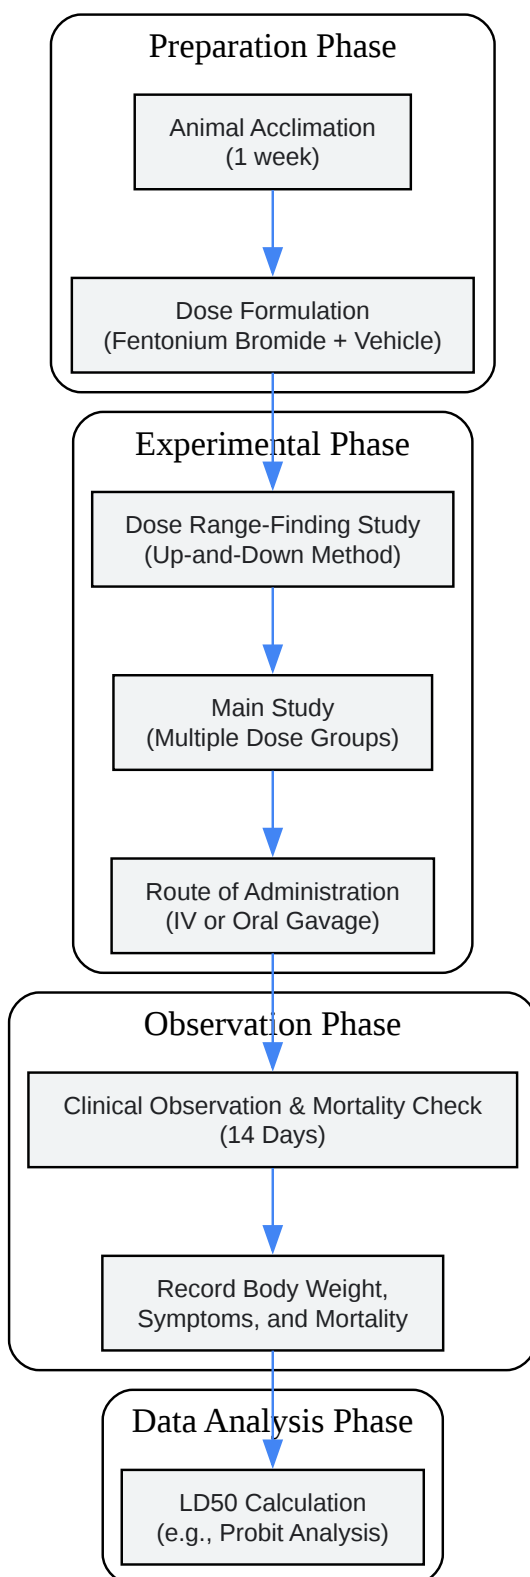 Preparation Phase
Animal Acclimation
(1 week)
Dose Formulation
(Fentonium Bromide + Vehicle)
Experimental Phase
Dose Range-Finding Study
(Up-and-Down Method)
Main Study
(Multiple Dose Groups)
Route of Administration
(IV or Oral Gavage)
Observation Phase
Clinical Observation & Mortality Check
(14 Days)
Record Body Weight,
Symptoms, and Mortality
Data Analysis Phase
LD50 Calculation
(e.g., Probit Analysis)